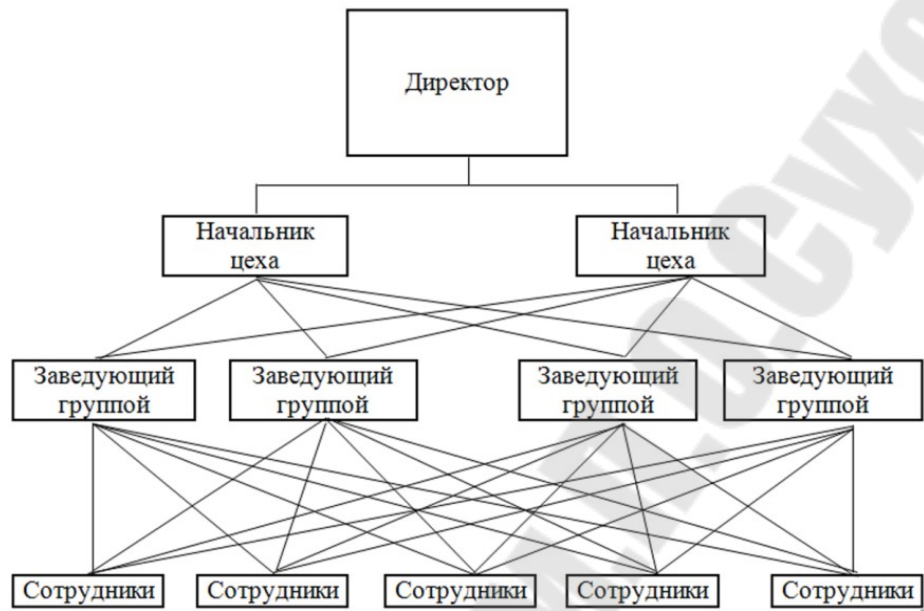 Директор
Начальник
цеха
Начальник
цеха
Заведующий
группой
Заведующий
группой
Заведующий
группой
Заведующий
группой
Сотрудники
Сотрудники
Сотрудники
Сотрудники
Сотрудники